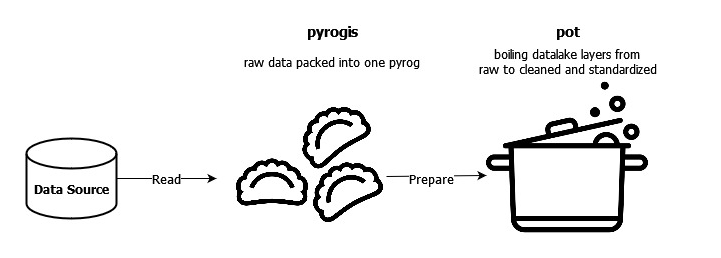 pyrogis
raw data packed into one pyrog
pot
boiling datalake layers from
raw to cleaned and standardized
Data Source
Read
Prepare